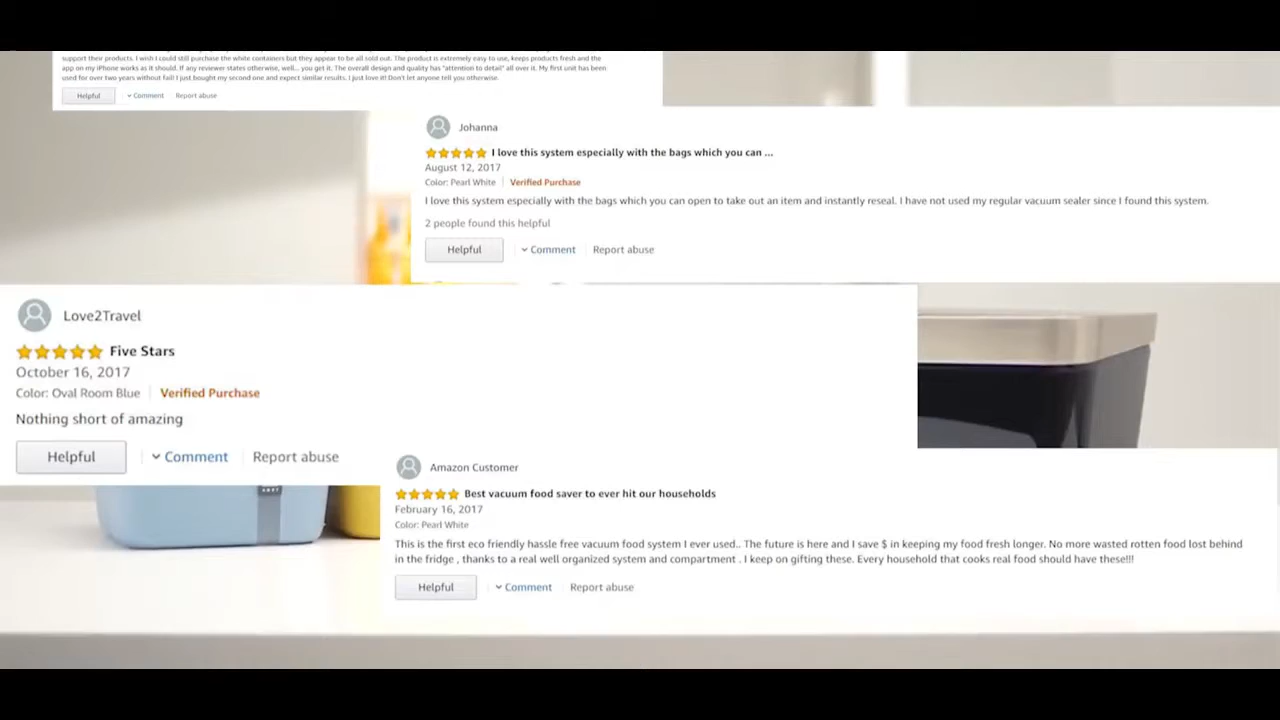 support their products. I wish I could still purchase the white containers but they appear to be all sold out. The product is extremely easy to use, keeps products fresh and the
app on my iPhone works as it should. If any reviewer states otherwise, well... you get it. The overall design and quality has "attention to detail" all over it. My first unit has been
used for over two years without fail! I just bought my second one and expect similar results. I just love it! Don't let anyone tell you otherwise.
Helpful
Comment
Report abuse
Johanna
I love this system especially with the bags which you can ...
August 12, 2017
Color: Pearl White
Verified Purchase
I love this system especially with the bags which you can open to take out an item and instantly reseal. I have not used my regular vacuum sealer since I found this system.
2 people found this helpful
Helpful
Comment
Report abuse
Love2Travel
Five Stars
October 16, 2017
Color: Oval Room Blue
Verified Purchase
Nothing short of amazing
Helpful
Comment
Report abuse
Amazon Customer
Best vacuum food saver to ever hit our households
February 16, 2017
Color: Pearl White
This is the first eco friendly hassle free vacuum food system I ever used.. The future is here and I save $ in keeping my food fresh longer. No more wasted rotten food lost behind
in the fridge , thanks to a real well organized system and compartment . I keep on gifting these. Every household that cooks real food should have these!!!
Helpful
Comment
Report abuse